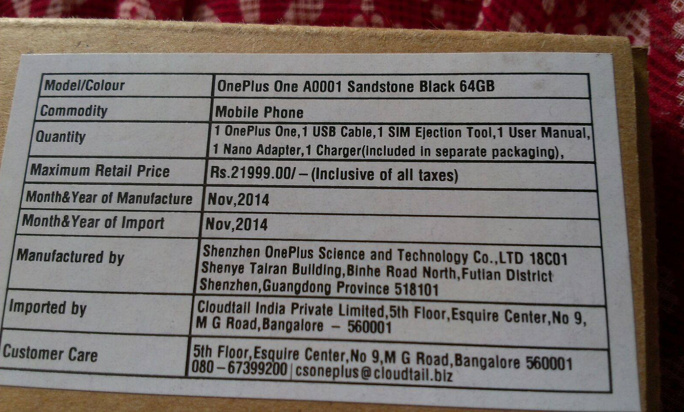 Model/Colour OnePlus One A0001 Sandstone Black 64GB
Commodity Mobile Phone
Quantity 1 OnePlus One,1 USB Cable,1 SIM Ejection Tool,1 User Manual,
1 Nano Adapter,1 Charger(Included in separate packaging),
Maximum Retail Price Rs.21999.00/–(Inclusive of all taxes)
Month&Year of Manufacture Nov,2014
Month&Year of Import Nov,2014
Manufactured by Shenzhen OnePlus Science and Technology Co.,LTD 18C01
Shenye Tairan Building,Binhe Road North,Futian District
Shenzhen,Guangdong Province 518101
Imported by Cloudtail India Private Limited,5th Floor,Esquire Center,No 9,
M G Road,Bangalore – 560001
Customer Care 5th Floor,Esquire Center,No 9,M G Road,Bangalore 560001
080–67399200|csoneplus@cloudtail.biz